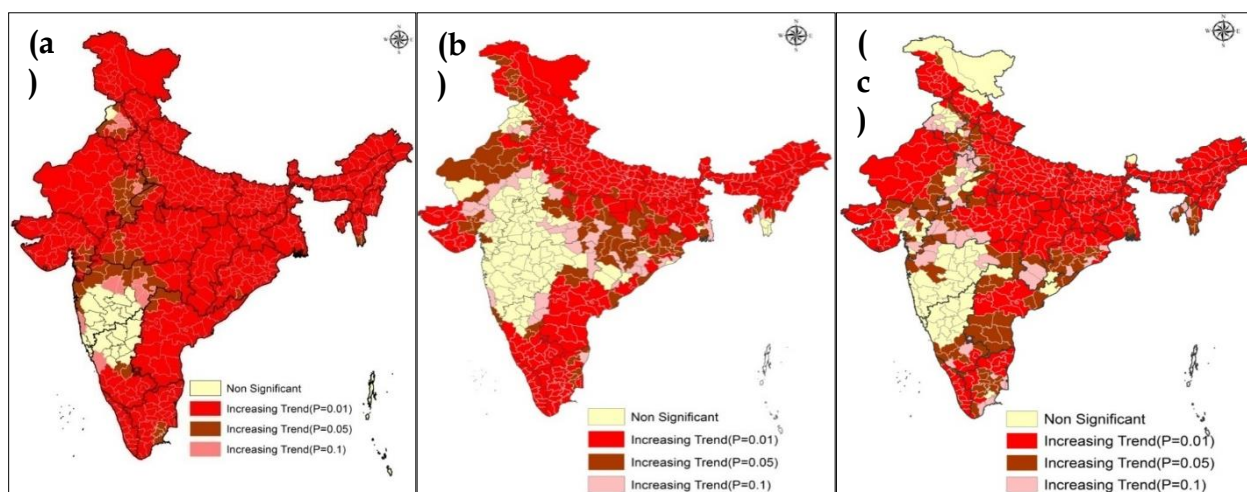 (a
)
N
W E
S
Non Significant
Increasing Trend(P=0.01)
Increasing Trend(P=0.05)
Increasing Trend(P=0.1)
(b
)
N
W E
S
Non Significant
Increasing Trend(P=0.01)
Increasing Trend(P=0.05)
Increasing Trend(P=0.1)
(
c
)
N
W E
S
Non Significant
Increasing Trend(P=0.01)
Increasing Trend(P=0.05)
Increasing Trend(P=0.1)